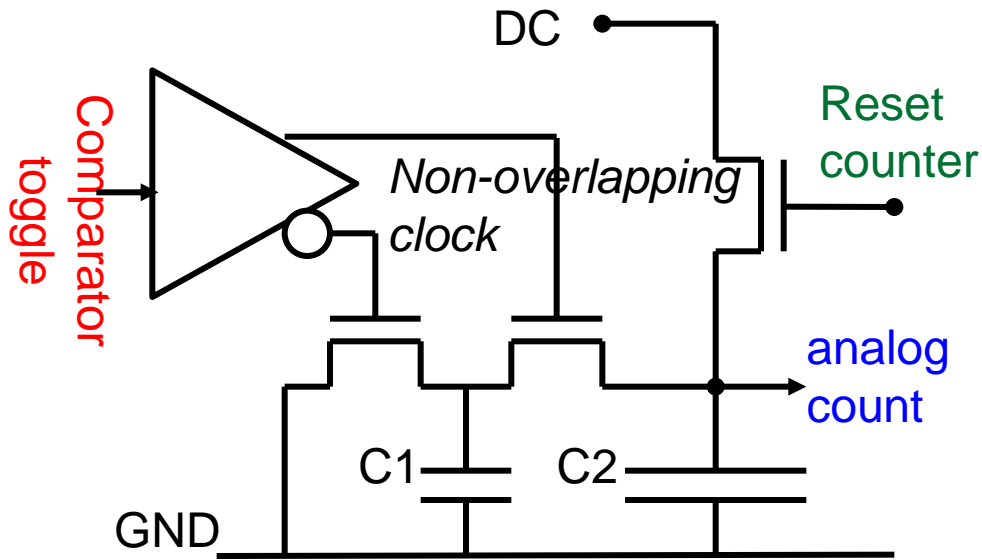 DC
Reset
counter
Comparator
toggle
Non-overlapping
clock
analog
count
C1
C2
GND